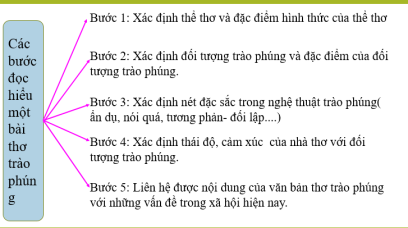 Các
bước
đọc
hiểu
một
bài
thơ
trào
phún
g
Bước 1: Xác định thể thơ và đặc điểm hình thức của thể thơ
Bước 2: Xác định đối tượng trào phúng và đặc điểm của đối
tượng trào phúng.
Bước 3: Xác định nét đặc sắc trong nghệ thuật trào phúng(
ẩn dụ, nói quá, tương phản- đối lập....)
Bước 4: Xác định thái độ, cảm xúc của nhà thơ với đối
tượng trào phúng.
Bước 5: Liên hệ được nội dung của văn bản thơ trào phúng
với những vấn đề trong xã hội hiện nay.